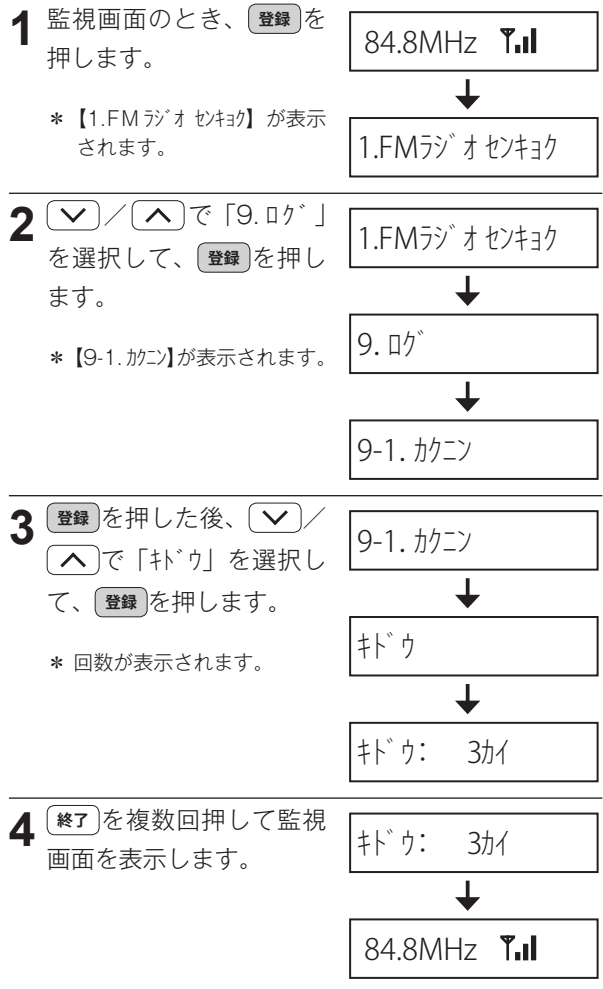 1 監視画面のとき、登録を
押します。
＊【1.FMﾗｼﾞｵ ｾﾝｷｮｸ】が表示
されます。
84.8MHz
1.FMﾗｼﾞｵ ｾﾝｷｮｸ
2 ／で「9.ﾛｸﾞ」
を選択して、登録を押し
ます。
＊【9-1.ｶｸﾆﾝ】が表示されます。
1.FMﾗｼﾞｵ ｾﾝｷｮｸ
9.ﾛｸﾞ
9-1.ｶｸﾆﾝ
3 登録を押した後、／
で「ｷﾄﾞｳ」を選択し
て、登録を押します。
＊ 回数が表示されます。
9-1.ｶｸﾆﾝ
ｷﾄﾞｳ
ｷﾄﾞｳ： 3ｶｲ
4 終了を複数回押して監視
画面を表示します。
ｷﾄﾞｳ： 3ｶｲ
84.8MHz